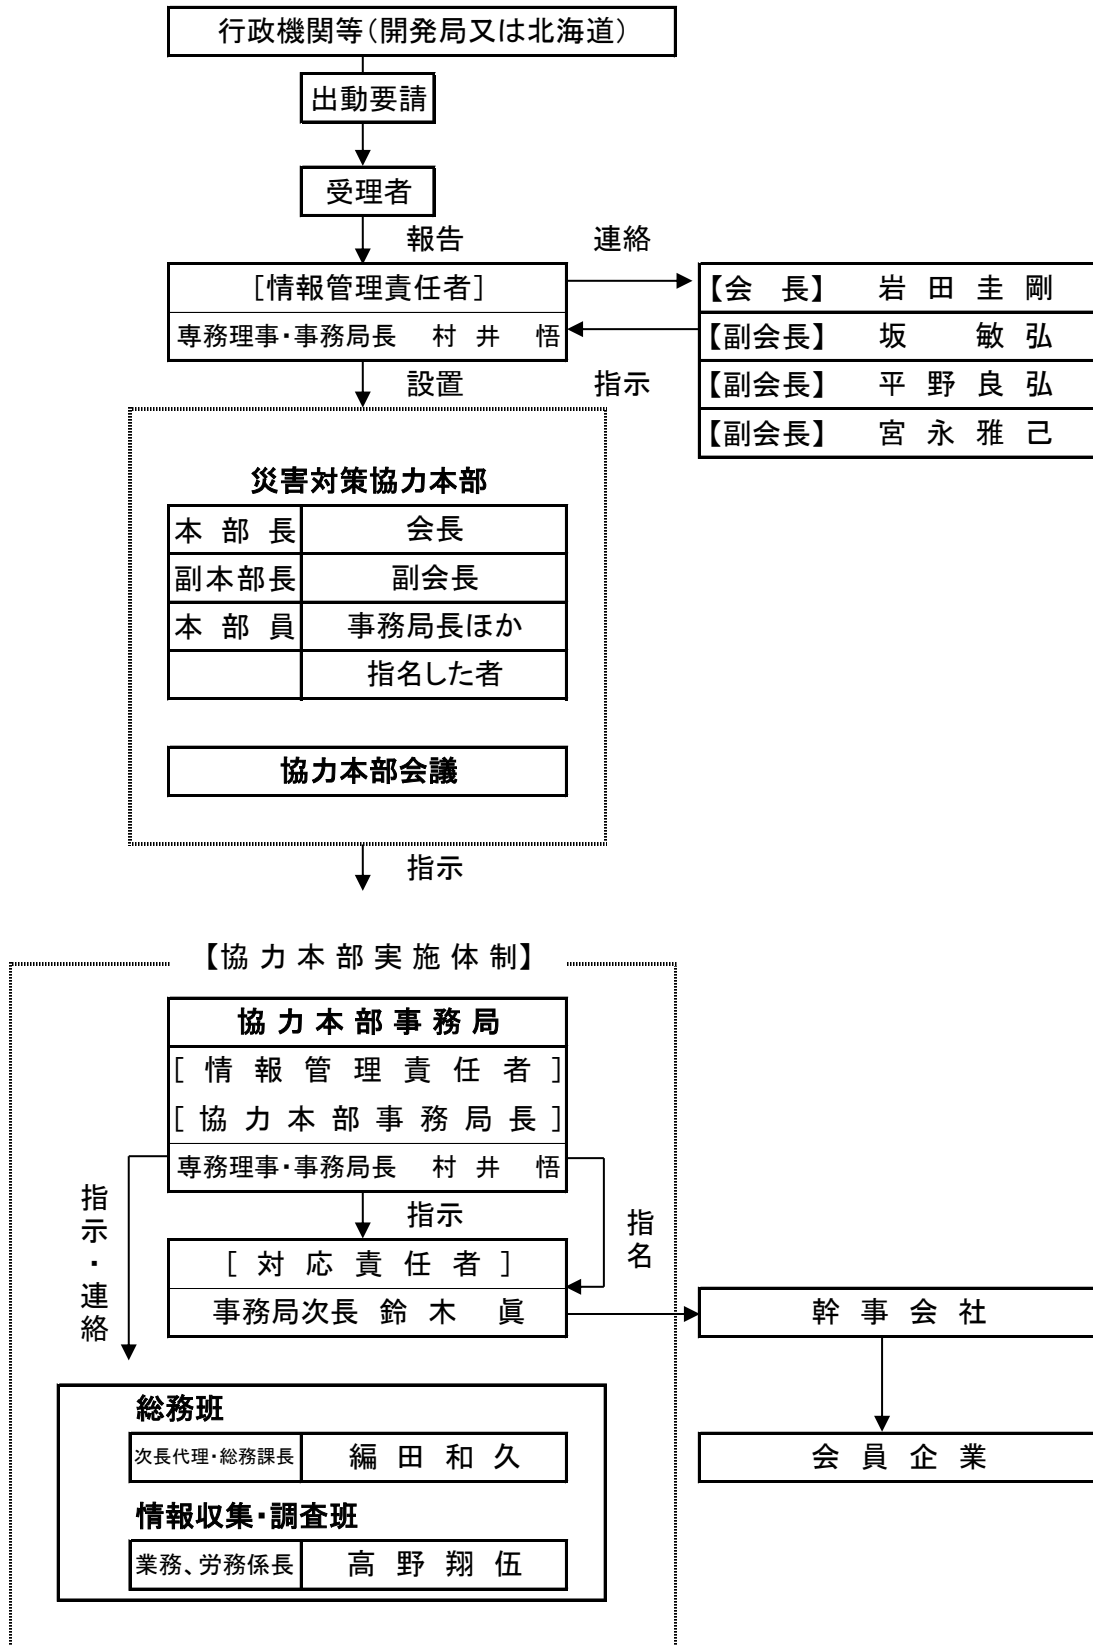 行政機関等(開発局又は北海道)
出動要請
受理者
報告
連絡
[情報管理責任者]
専務理事・事務局長 村井 悟
【会 長】 岩田圭剛
【副会長】 坂 敏弘
【副会長】 平野良弘
【副会長】 宮永雅己
設置
指示
災害対策協力本部
本部長 会長
副本部長 副会長
本部員 事務局長ほか
指名した者
協力本部会議
指示
【協力本部実施体制】
協力本部事務局
[情報管理責任者]
[協力本部事務局長]
専務理事・事務局長 村井 悟
指示・連絡
指示
指名
[対応責任者]
事務局次長 鈴木 眞
幹事会社
会員企業
総務班
次長代理・総務課長 編田和久
情報収集・調査班
業務、労務係長 高野翔伍